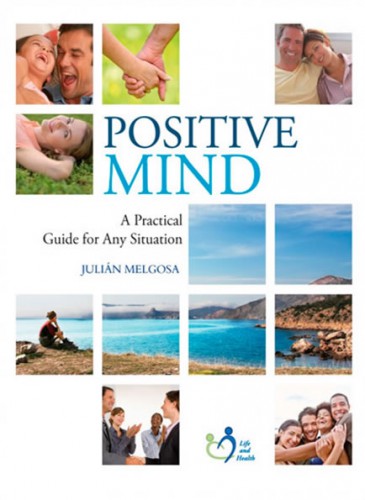 POSITIVE
MIND
A Practical
Guide for Any Situation
JULIÁN MELGOSA
Life
and
Health